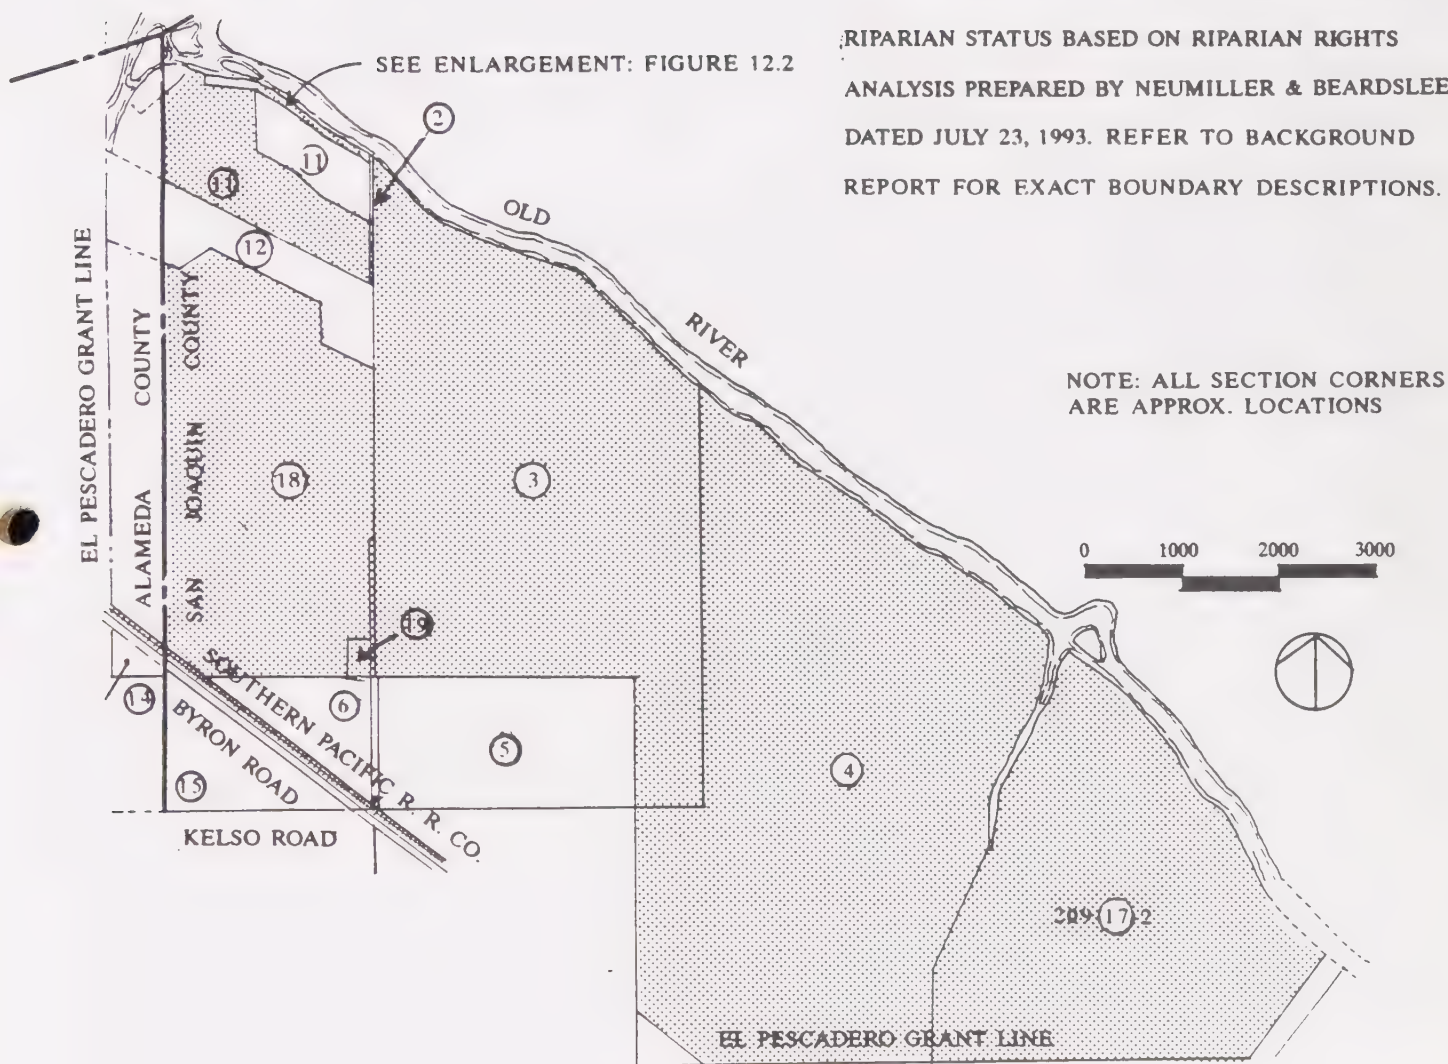 ;RIPARIAN STATUS BASED ON RIPARIAN RIGHTS
ANALYSIS PREPARED BY NEUMILLER & BEARDSLEE
DATED JULY 23, 1993. REFER TO BACKGROUND
REPORT FOR EXACT BOUNDARY DESCRIPTIONS.
SEE ENLARGEMENT: FIGURE 12.2
2
11
11
OLD
12
EL PESCADERO GRANT LINE
ALAMEDA COUNTY
SAN JOAQUIN COUNTY
RIVER
NOTE: ALL SECTION CORNERS
ARE APPROX. LOCATIONS
18
3
0 1000 2000 3000
19
SOUTHERN PACIFIC R. R. CO.
14
6
BYRON ROAD
5
4
15
KELSO ROAD
209-17-2
EL PESCADERO GRANT LINE